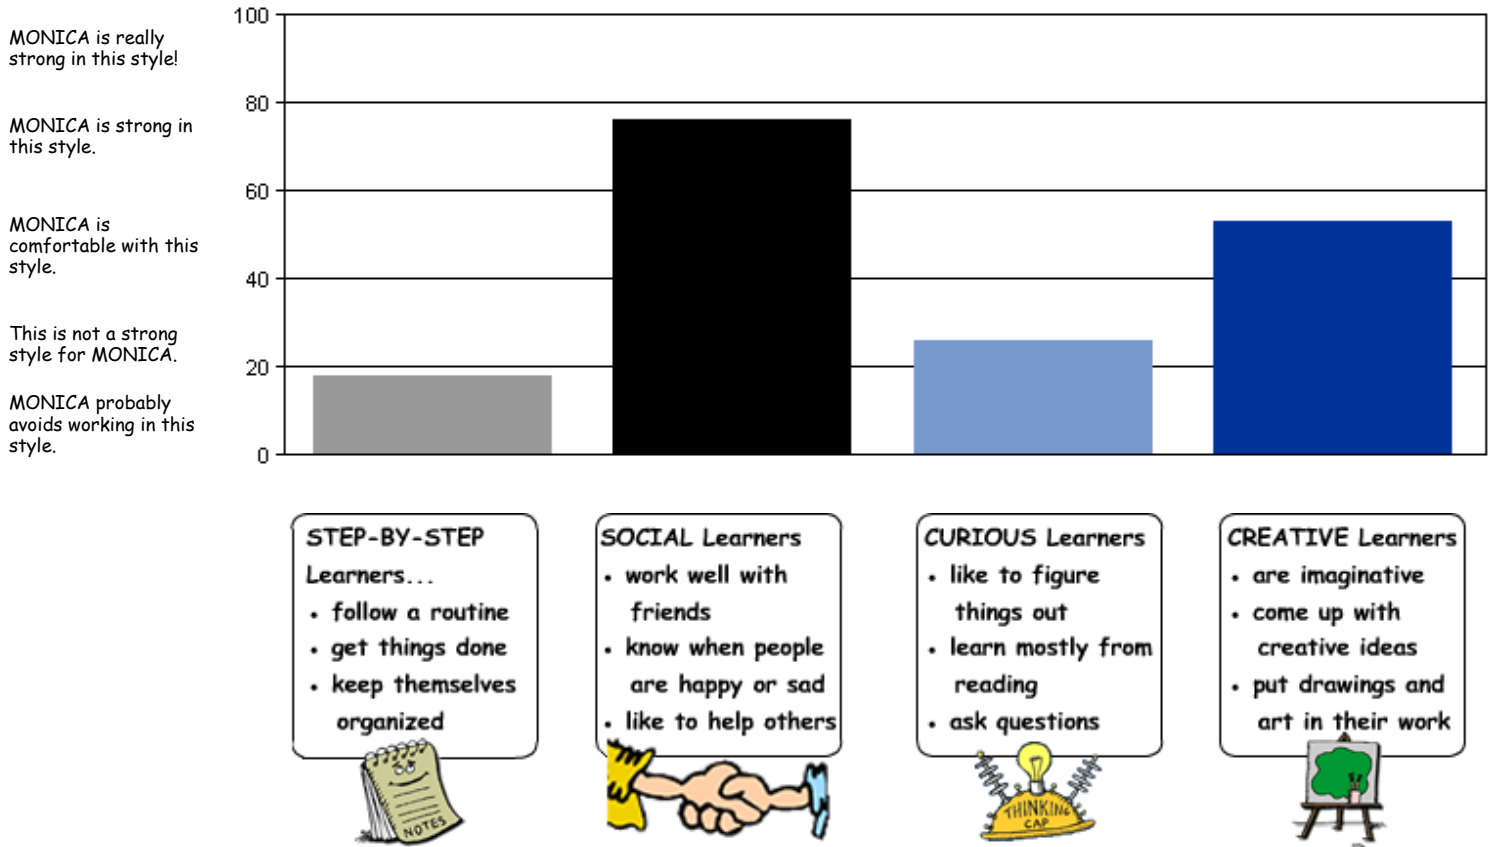 100
MONICA is really
strong in this style!
80
MONICA is strong in
this style.
60
MONICA is
comfortable with this
style.
40
This is not a strong
style for MONICA.
20
MONICA probably
avoids working in this
style.
0
STEP-BY-STEP
Learners...
• follow a routine
• get things done
• keep themselves
organized
NOTES
SOCIAL Learners
• work well with
friends
• know when people
are happy or sad
• like to help others
CURIOUS Learners
• like to figure
things out
• learn mostly from
reading
• ask questions
THINKING
CAP
CREATIVE Learners
• are imaginative
• come up with
creative ideas
• put drawings and
art in their work